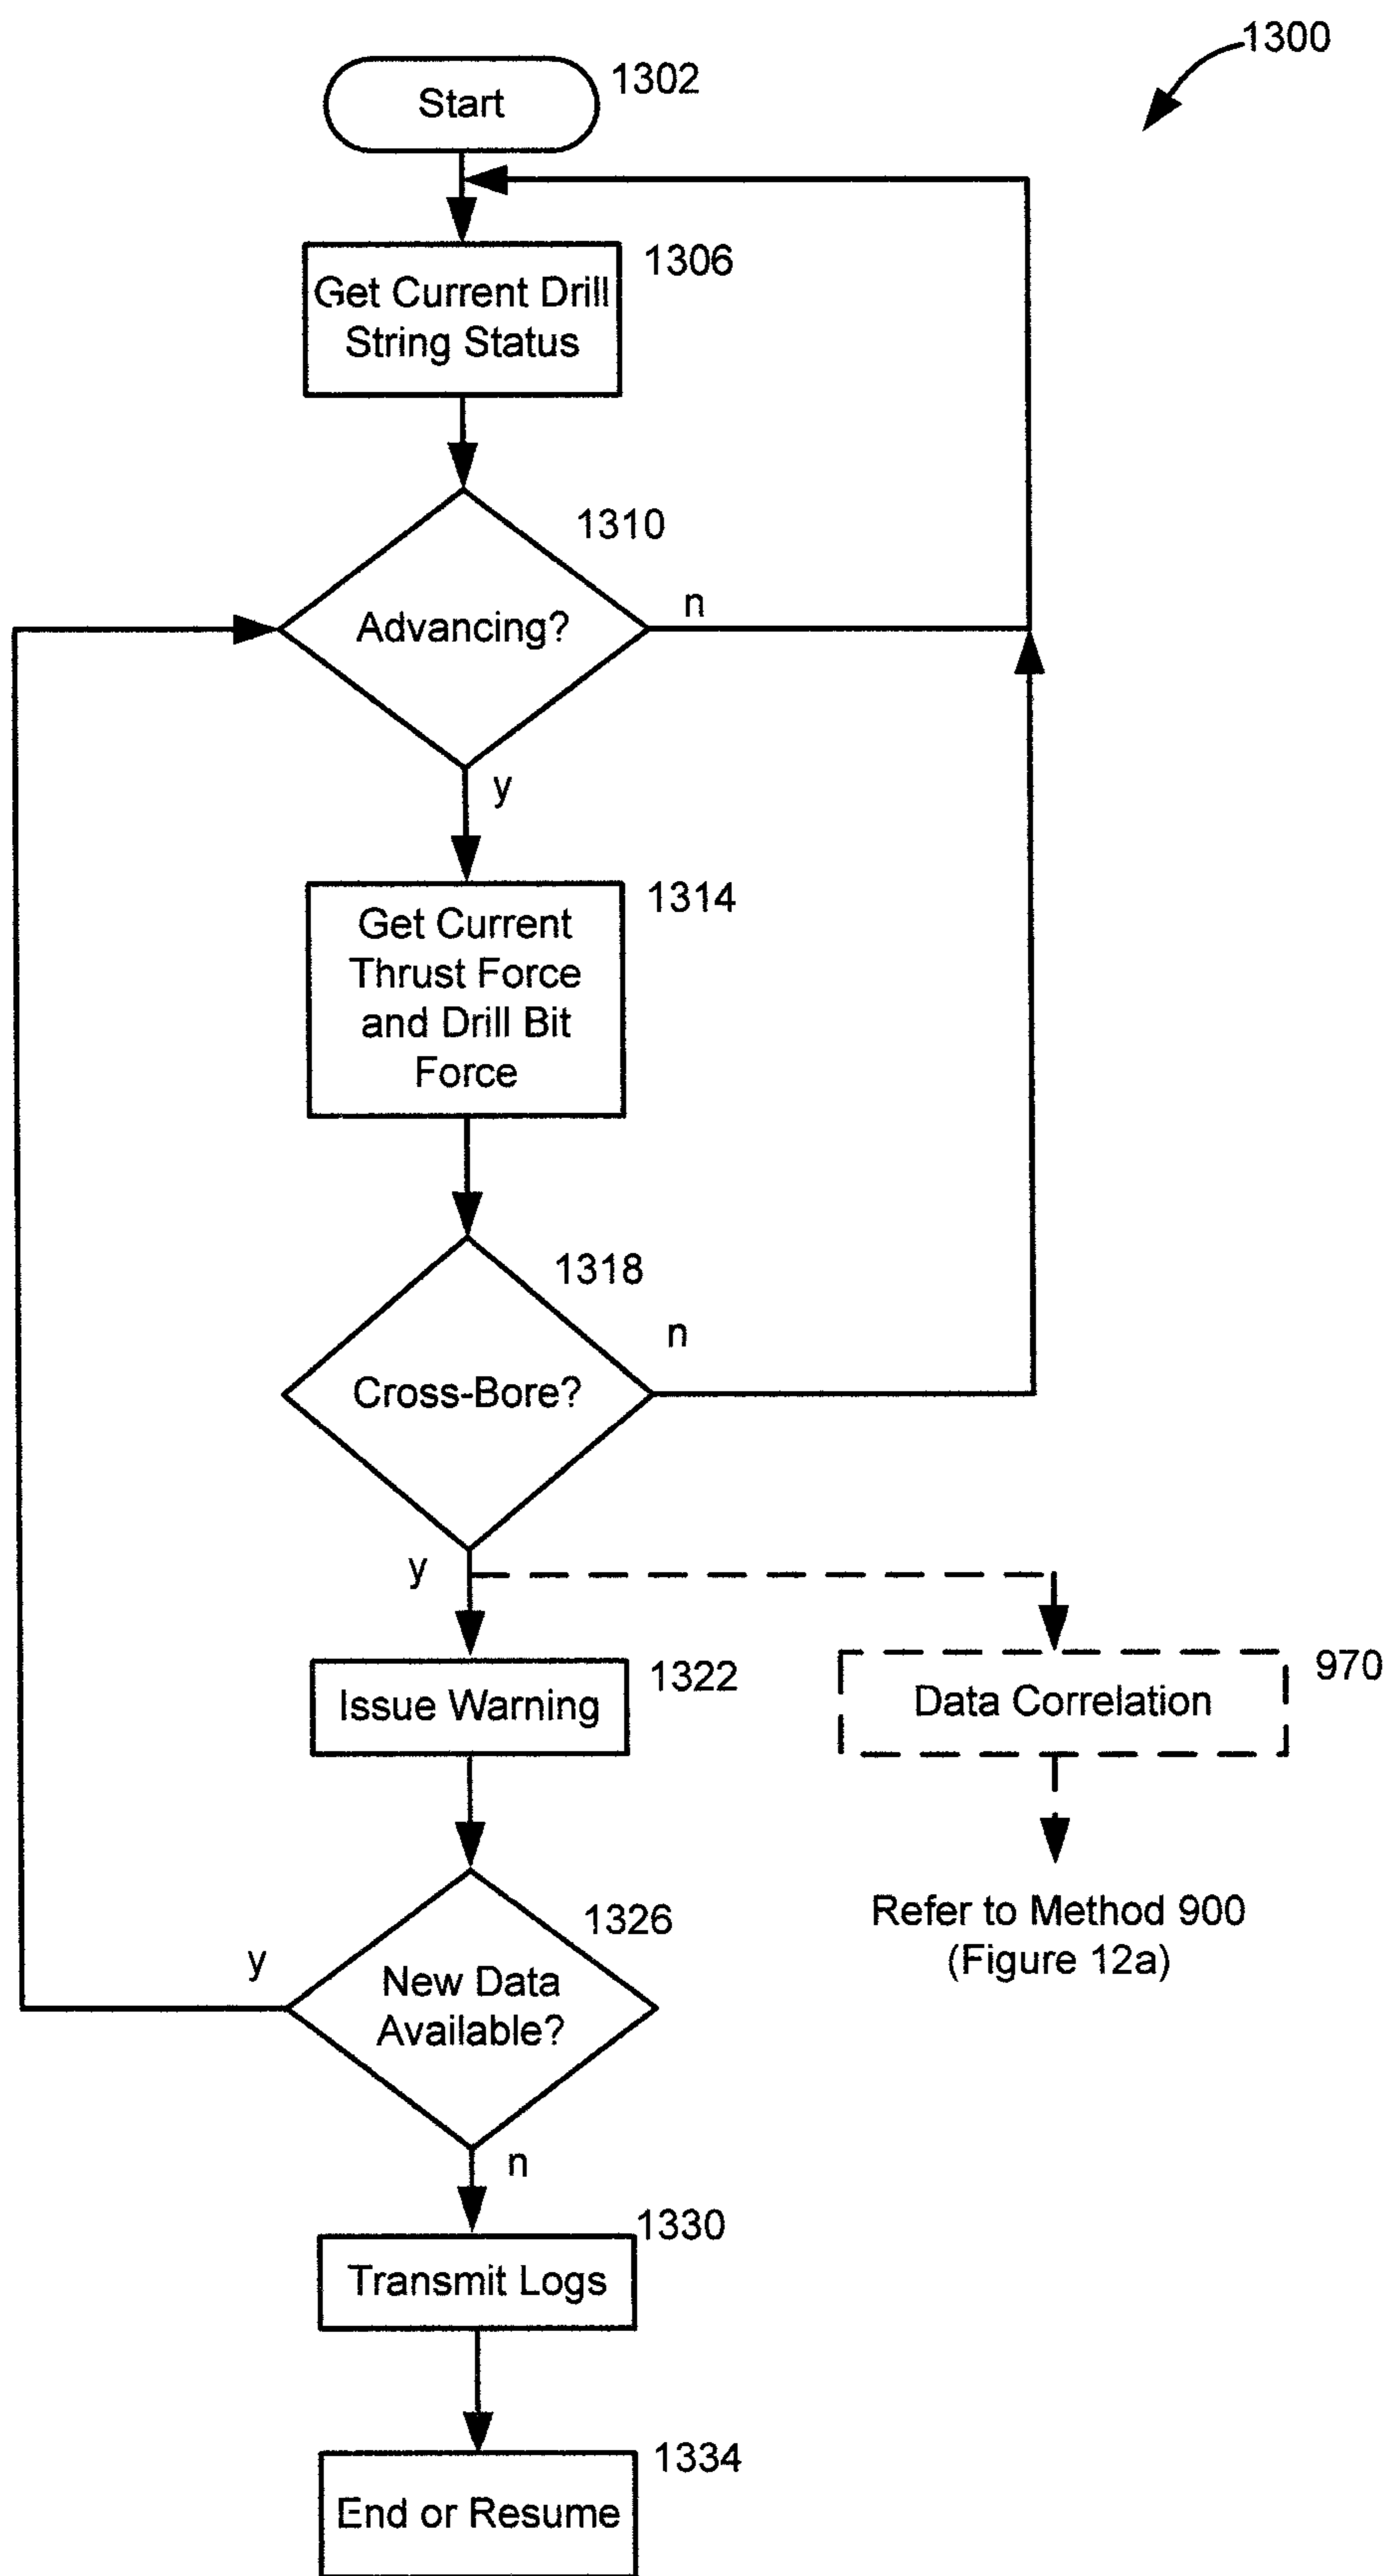 1300
Start
1302
Get Current Drill
String Status
1306
Advancing?
1310
n
y
Get Current
Thrust Force
and Drill Bit
Force
1314
Cross-Bore?
1318
n
y
Issue Warning
1322
Data Correlation
970
Refer to Method 900
(Figure 12a)
New Data
Available?
1326
y
n
Transmit Logs
1330
End or Resume
1334